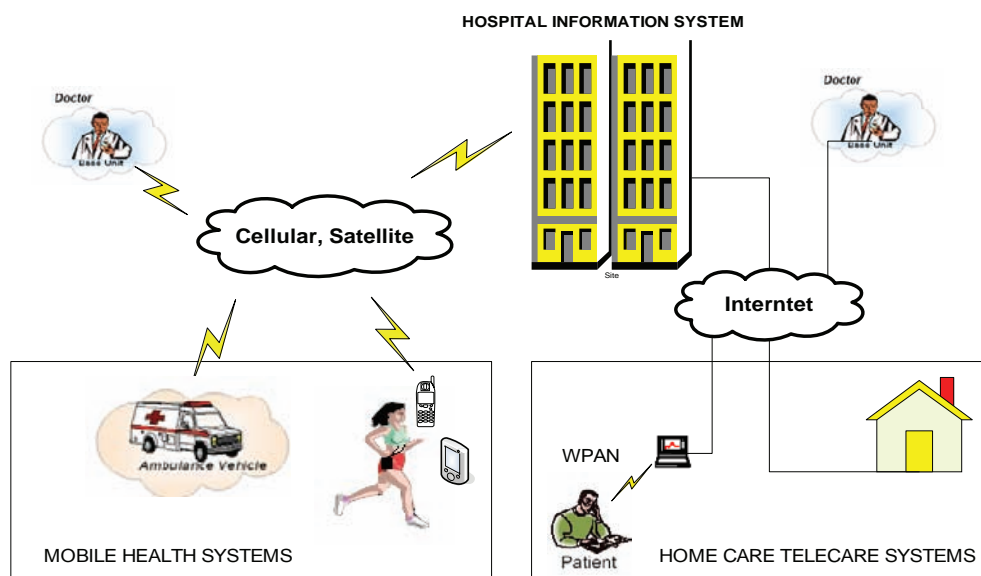 HOSPITAL INFORMATION SYSTEM
Doctor
Base Unit
Doctor
Base Unit
Cellular, Satellite
Site
Interntet
Ambulance Vehicle
WPAN
Patient
MOBILE HEALTH SYSTEMS
HOME CARE TELECARE SYSTEMS